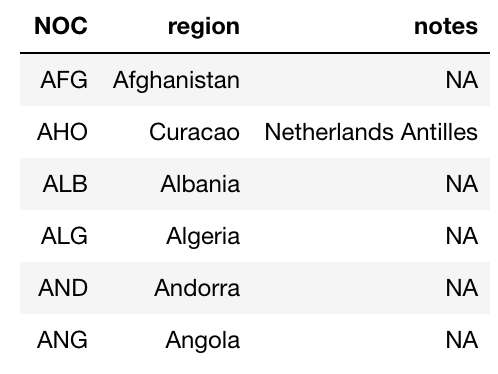 NOC region notes
AFG Afghanistan NA
AHO Curacao Netherlands Antilles
ALB Albania NA
ALG Algeria NA
AND Andorra NA
ANG Angola NA